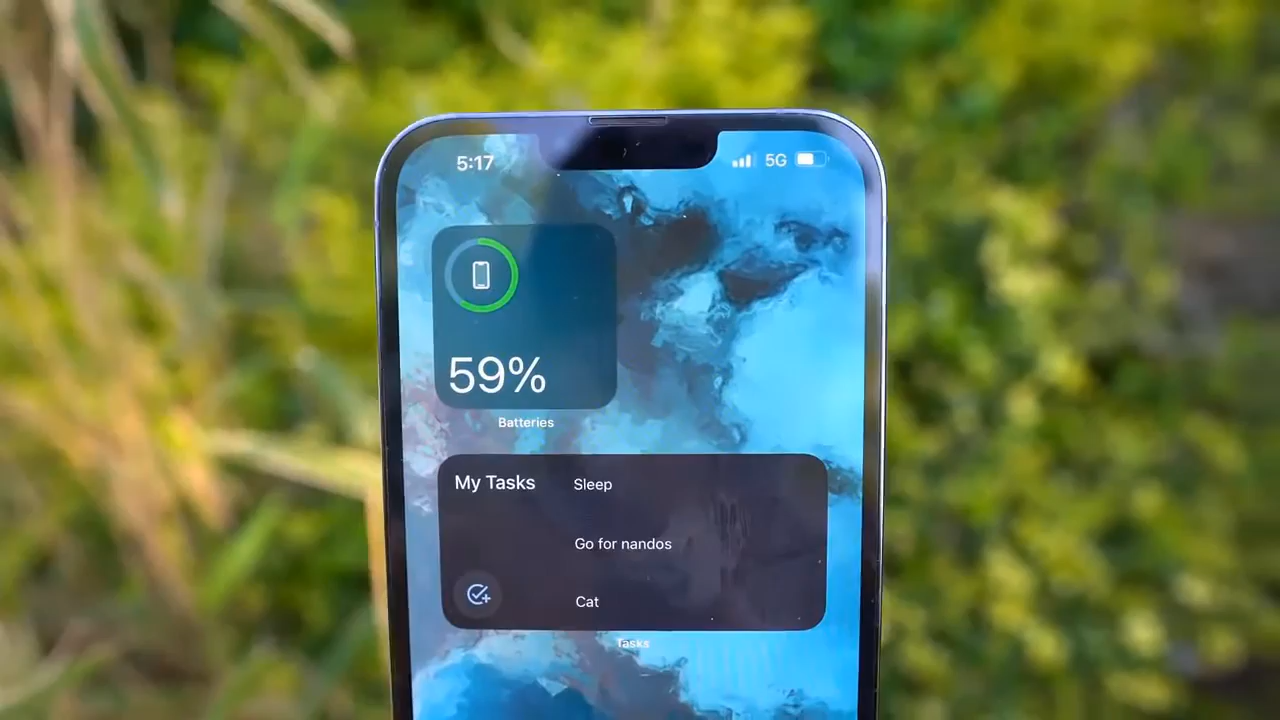 5:17
5G
59%
Batteries
My Tasks
Sleep
Go for nandos
Cat
Tasks